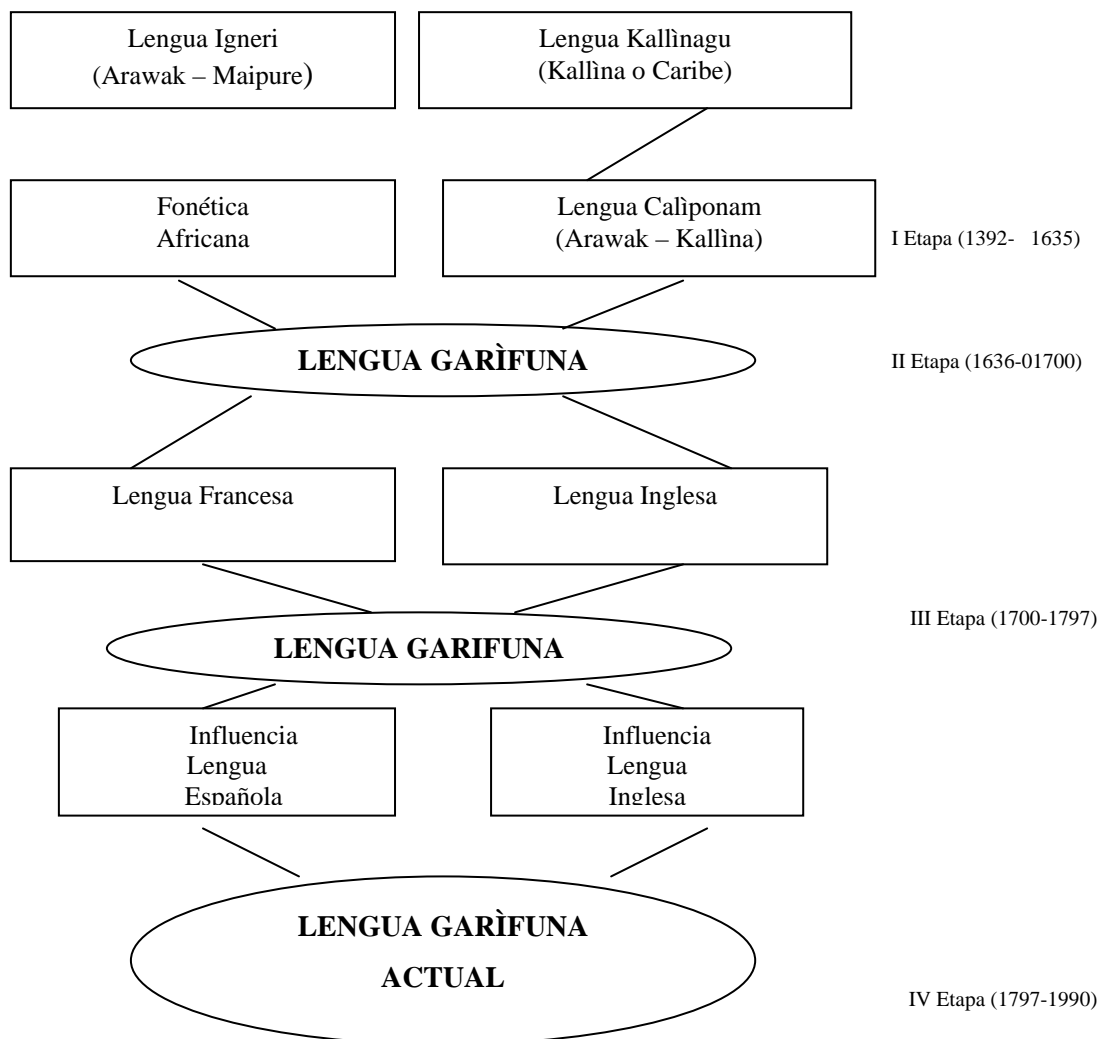 Lengua Igneri
(Arawak – Maipure)
Lengua Kallìnagu
(Kallìna o Caribe)
Fonética
Africana
Lengua Calìponam
(Arawak – Kallìna)
I Etapa (1392- 1635)
LENGUA GARÌFUNA
II Etapa (1636-01700)
Lengua Francesa
Lengua Inglesa
III Etapa (1700-1797)
LENGUA GARIFUNA
Influencia
Lengua
Española
Influencia
Lengua
Inglesa
LENGUA GARÌFUNA
ACTUAL
IV Etapa (1797-1990)